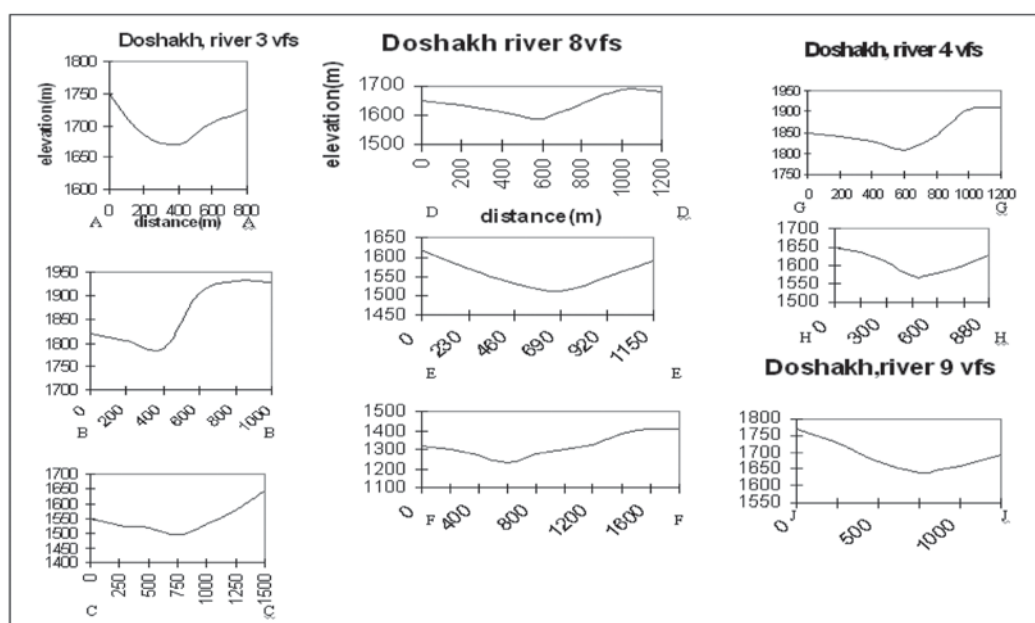 Doshakh, river 3 vfs
elevation(m)
1800
1750
1700
1650
1600
0 200 400 600 800
A distance(m) A
1950
1900
1850
1800
1750
1700
0 200 400 600 800 1000
B B
1700
1650
1600
1550
1500
1450
1400
0 250 500 750 1000 1250 1500
C C
Doshakh river 8vfs
elevation(m)
1700
1600
1500
0 200 400 600 800 1000 1200
D D
distance(m)
1650
1600
1550
1500
1450
0 230 460 690 920 1150
E E
1500
1400
1300
1200
1100
0 400 800 1200 1600
F F
Doshakh, river 4 vfs
1950
1900
1850
1800
1750
0 200 400 600 800 1000 1200
G G
1700
1650
1600
1550
1500
0 300 600 880
H H
Doshakh,river 9 vfs
1800
1750
1700
1650
1600
1550
0 500 1000
J J